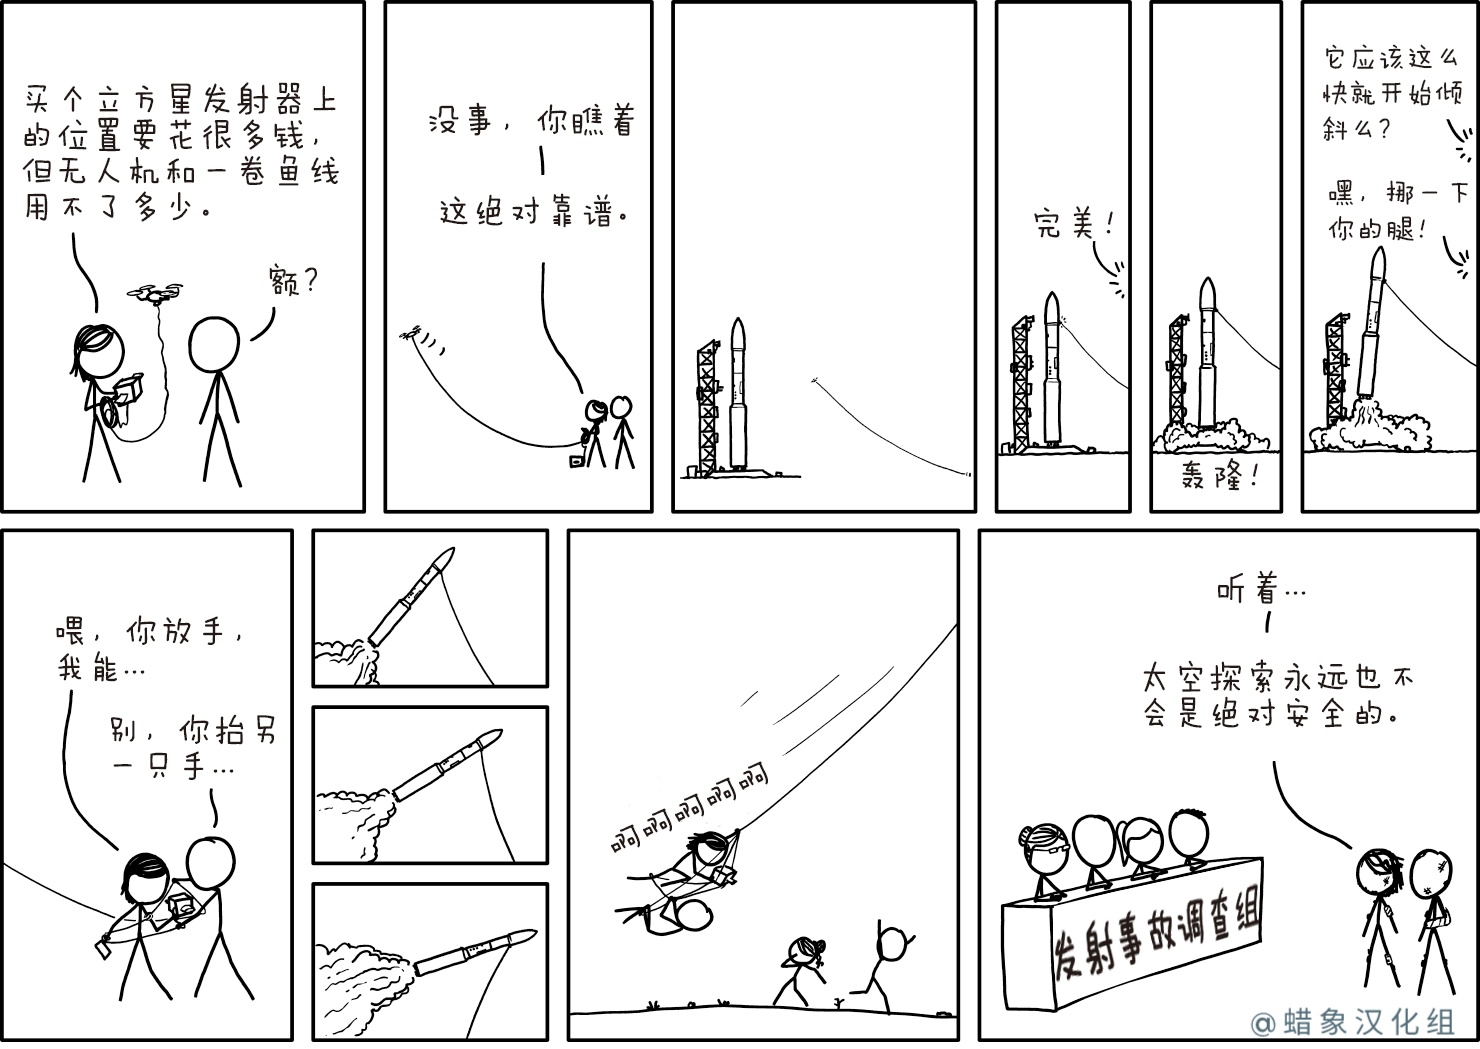 买个立方星发射器上
的位置要花很多钱，
但无人机和一卷鱼线
用不了多少。
额？
没事，你瞧着
这绝对靠谱。
完美！
轰隆！
它应该这么
快就开始倾
斜么？
嘿，挪一下
你的腿！
喂，你放手，
我能…
别，你抬另
一只手…
啊啊啊啊啊
听着…
太空探索永远也不
会是绝对安全的。
发射事故调查组
@蜡象汉化组